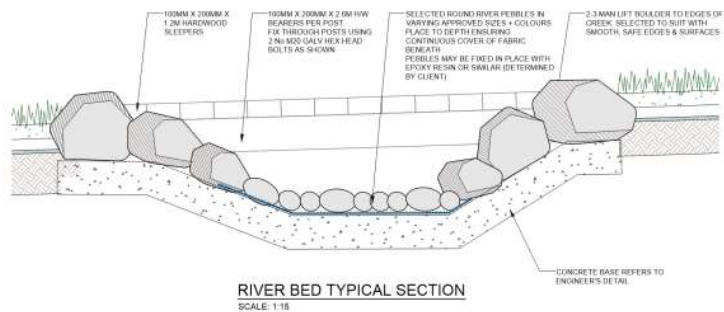 100MM X 200MM X
1.2M HARDWOOD
SLEEPERS
100MM X 200MM X 2.6M H/W
BEARERS PER POST.
FIX THROUGH POSTS USING
2 No M20 GALV HEX HEAD
BOLTS AS SHOWN
SELECTED ROUND RIVER PEBBLES IN
VARYING APPROVED SIZES + COLOURS
PLACE TO DEPTH ENSURING
CONTINUOUS COVER OF FABRIC
BENEATH
PEBBLES MAY BE FIXED IN PLACE WITH
EPOXY RESIN OR SIMILAR (DETERMINED
BY CLIENT)
2-3 MAN LIFT BOULDER TO EDGES OF
CREEK. SELECTED TO SUIT WITH
SMOOTH, SAFE EDGES & SURFACES
CONCRETE BASE REFERS TO
ENGINEER'S DETAIL
RIVER BED TYPICAL SECTION
SCALE: 1:15